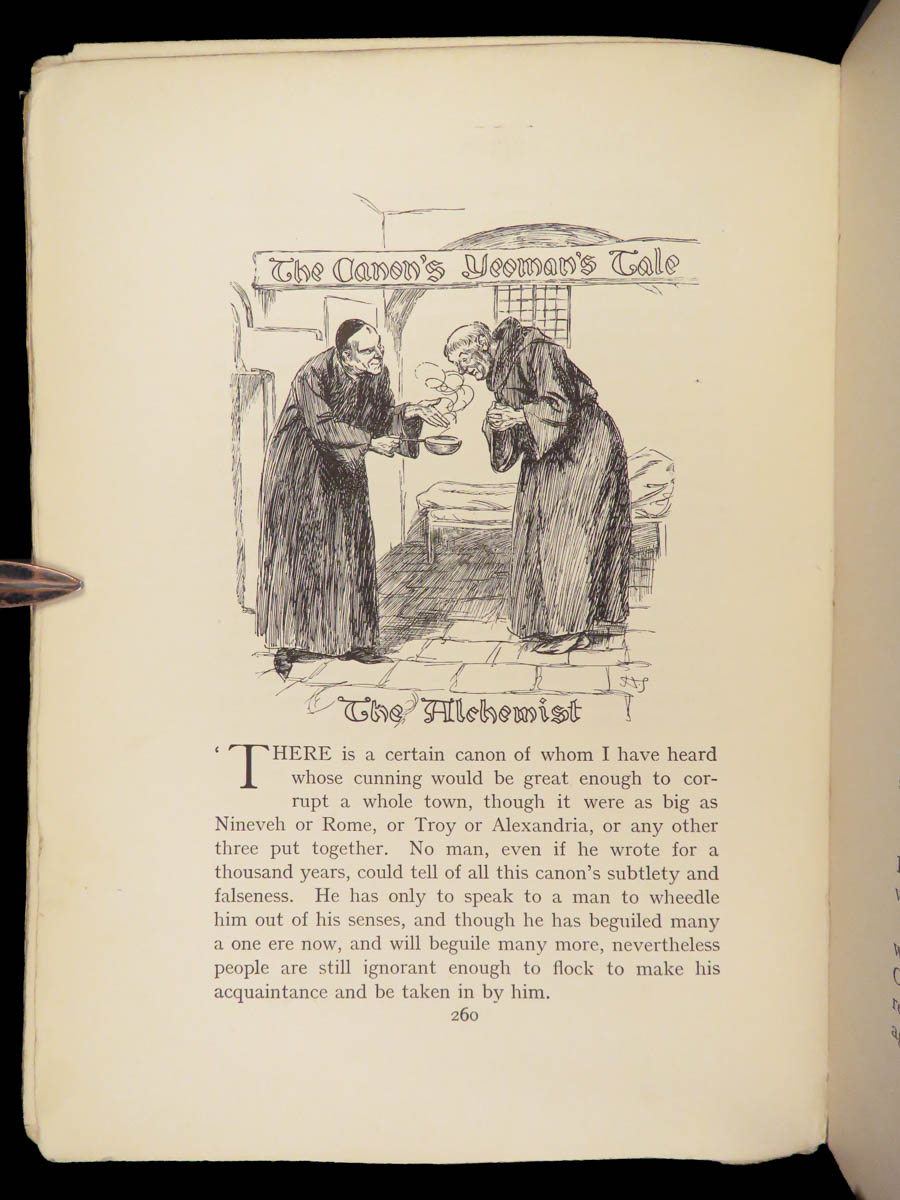 The Canon's Yeoman's Tale
The Alchemist
‘THERE is a certain canon of whom I have heard
whose cunning would be great enough to cor-
rupt a whole town, though it were as big as
Nineveh or Rome, or Troy or Alexandria, or any other
three put together. No man, even if he wrote for a
thousand years, could tell of all this canon’s subtlety and
falseness. He has only to speak to a man to wheedle
him out of his senses, and though he has beguiled many
a one ere now, and will beguile many more, nevertheless
people are still ignorant enough to flock to make his
acquaintance and be taken in by him.
260